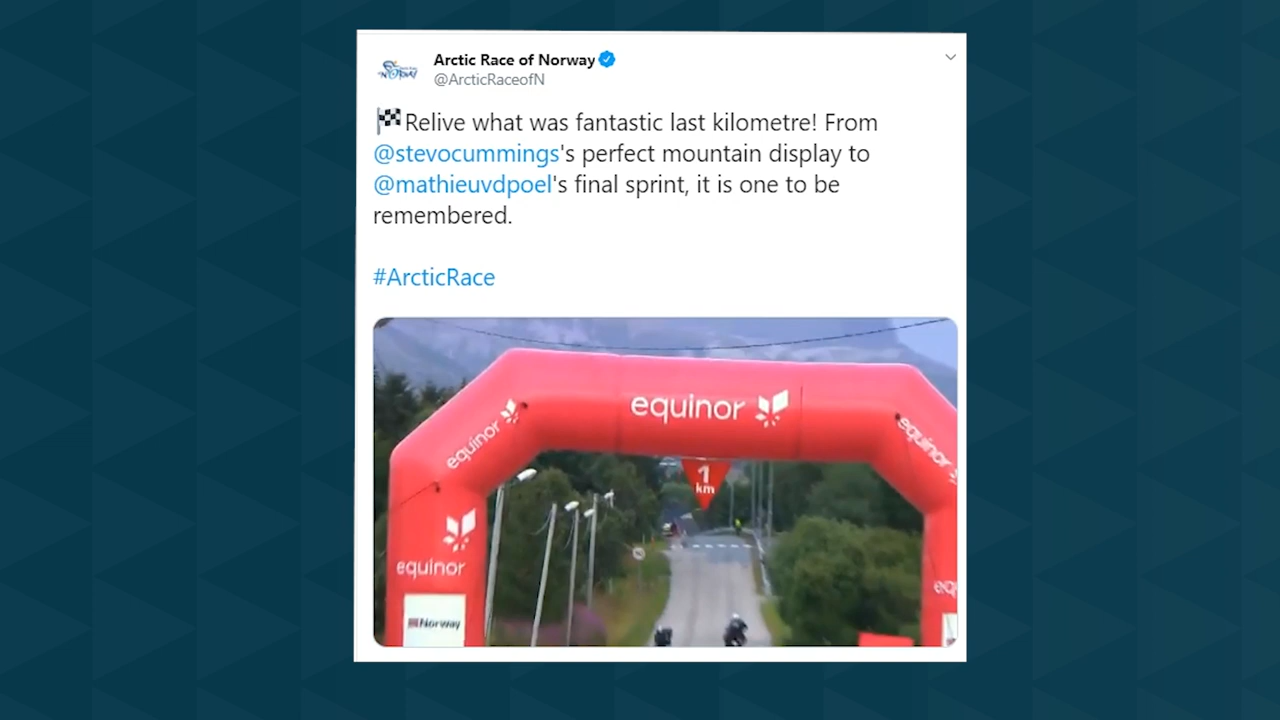 Arctic Race of Norway
@ArcticRaceofN
🏁Relive what was fantastic last kilometre! From
@stevocummings's perfect mountain display to
@mathieuvdpoel's final sprint, it is one to be
remembered.
#ArcticRace
equinor
equinor
equinor
1
km
equinor
Norway